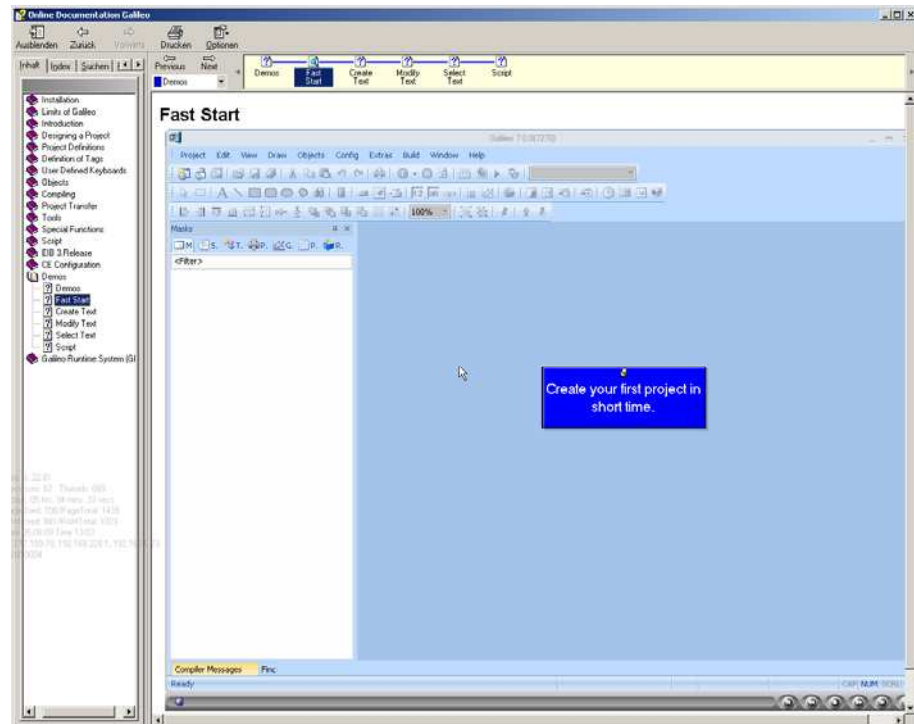 Online Documentation Galileo
Ausblenden Zurück Vorwärts Drucken Optionen
Inhalt Index Suchen
Previous Next
Demos
Demos Fast Start Create Text Modify Text Select Text Script
Installation
Limits of Galileo
Introduction
Designing a Project
Project Definitions
Definition of Tags
User Defined Keyboards
Objects
Compiling
Project Transfer
Tools
Special Functions
Script
EIB 3.Release
CE Configuration
Demos
Demos
Fast Start
Create Text
Modify Text
Select Text
Script
Galileo Runtime System (GI
Fast Start
Project Edit View Draw Objects Config Extras Build Window Help
100%
Masks
M S. T. P. G. P. R.
<Filter>
Create your first project in
short time.
Compiler Messages
Ready
CAP NUM